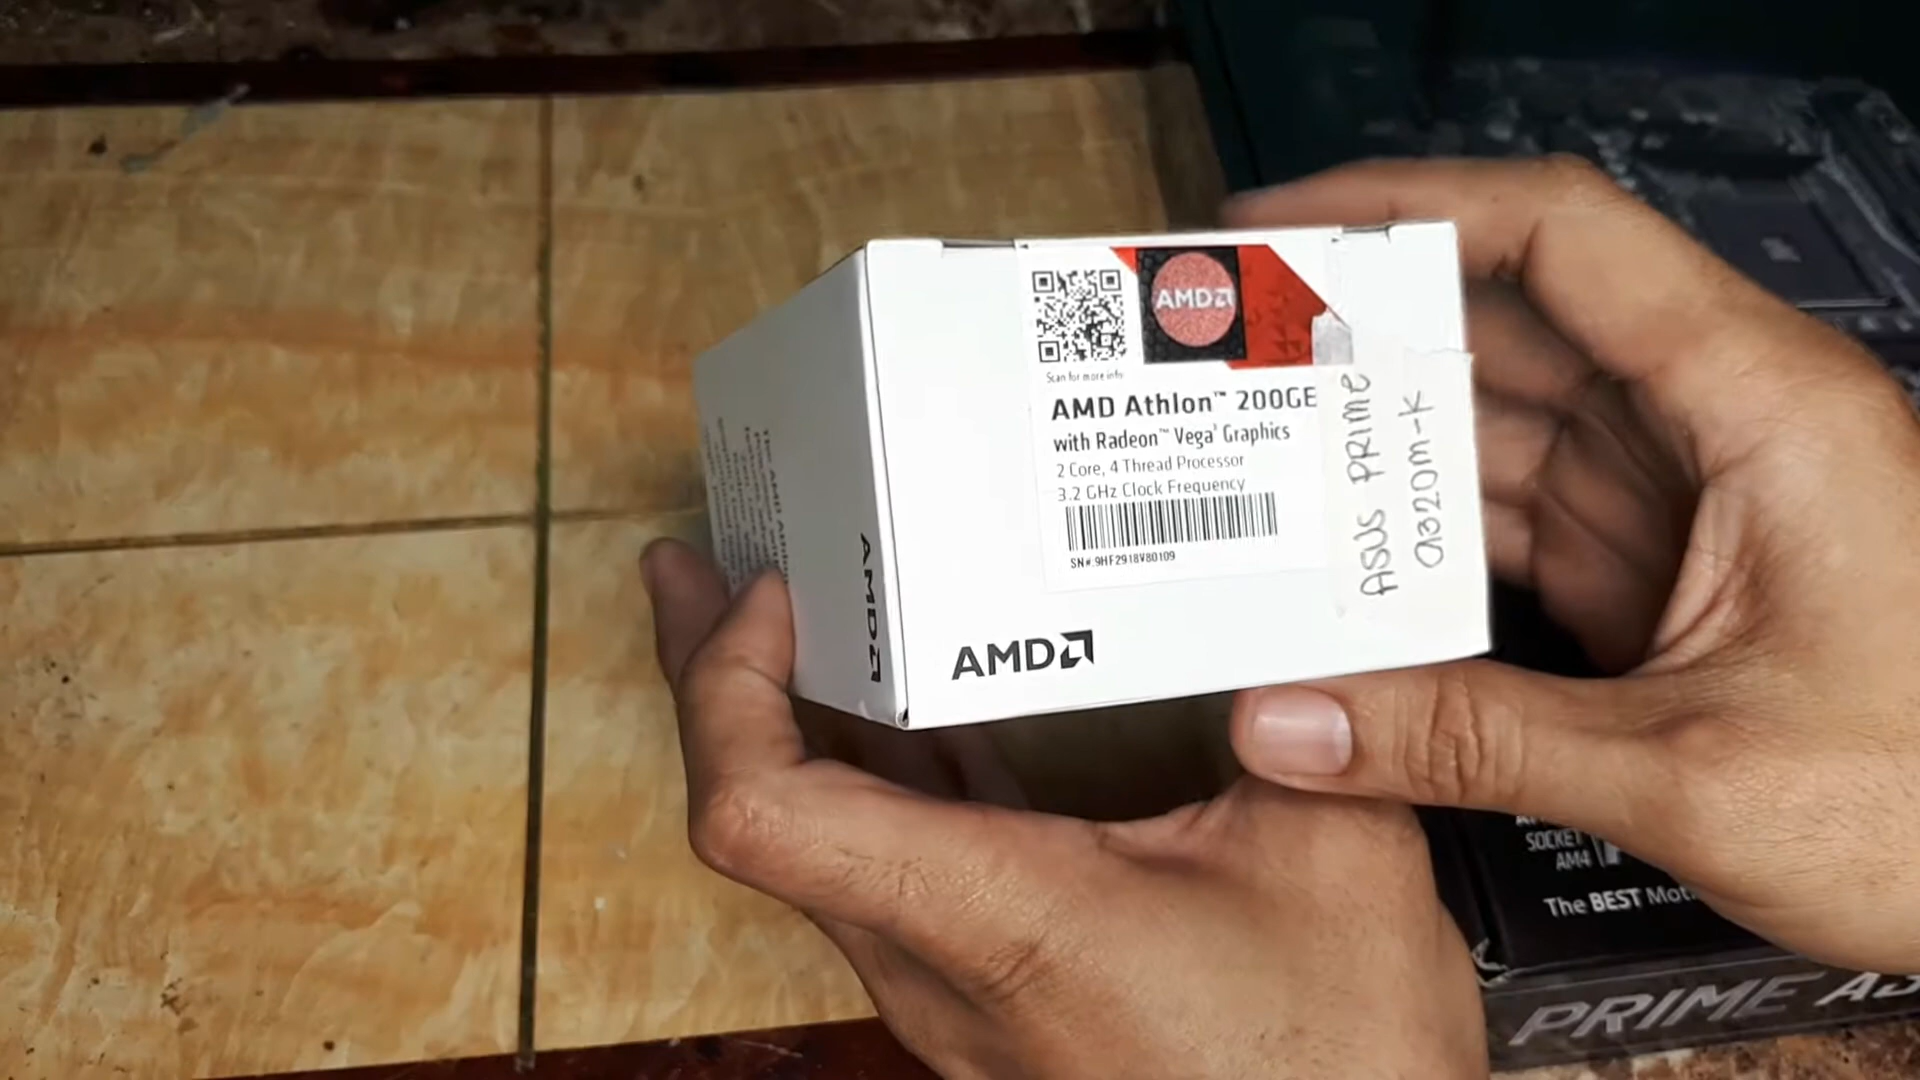 AMD
Scan for more info
AMD Athlon™ 200GE
with Radeon™ Vega³ Graphics
2 Core, 4 Thread Processor
3.2 GHz Clock Frequency
SN#:9HF2918V80109
ASUS PRIME
A320M-K
AMD
AMD
SOCKET
AM4
The BEST Mot
PRIME